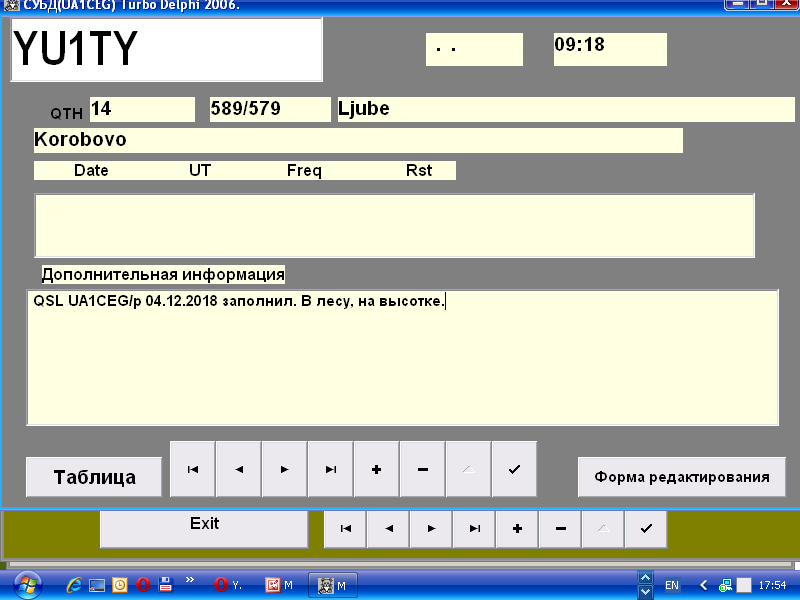 СУБД(UA1CEG) Turbo Delphi 2006.
YU1TY
. .
09:18
QTH 14 589/579 Ljube
Korobovo
Date UT Freq Rst
Дополнительная информация
QSL UA1CEG/p 04.12.2018 заполнил. В лесу, на высотке.
Таблица
Форма редактирования
Exit
Y. M M EN 17:54